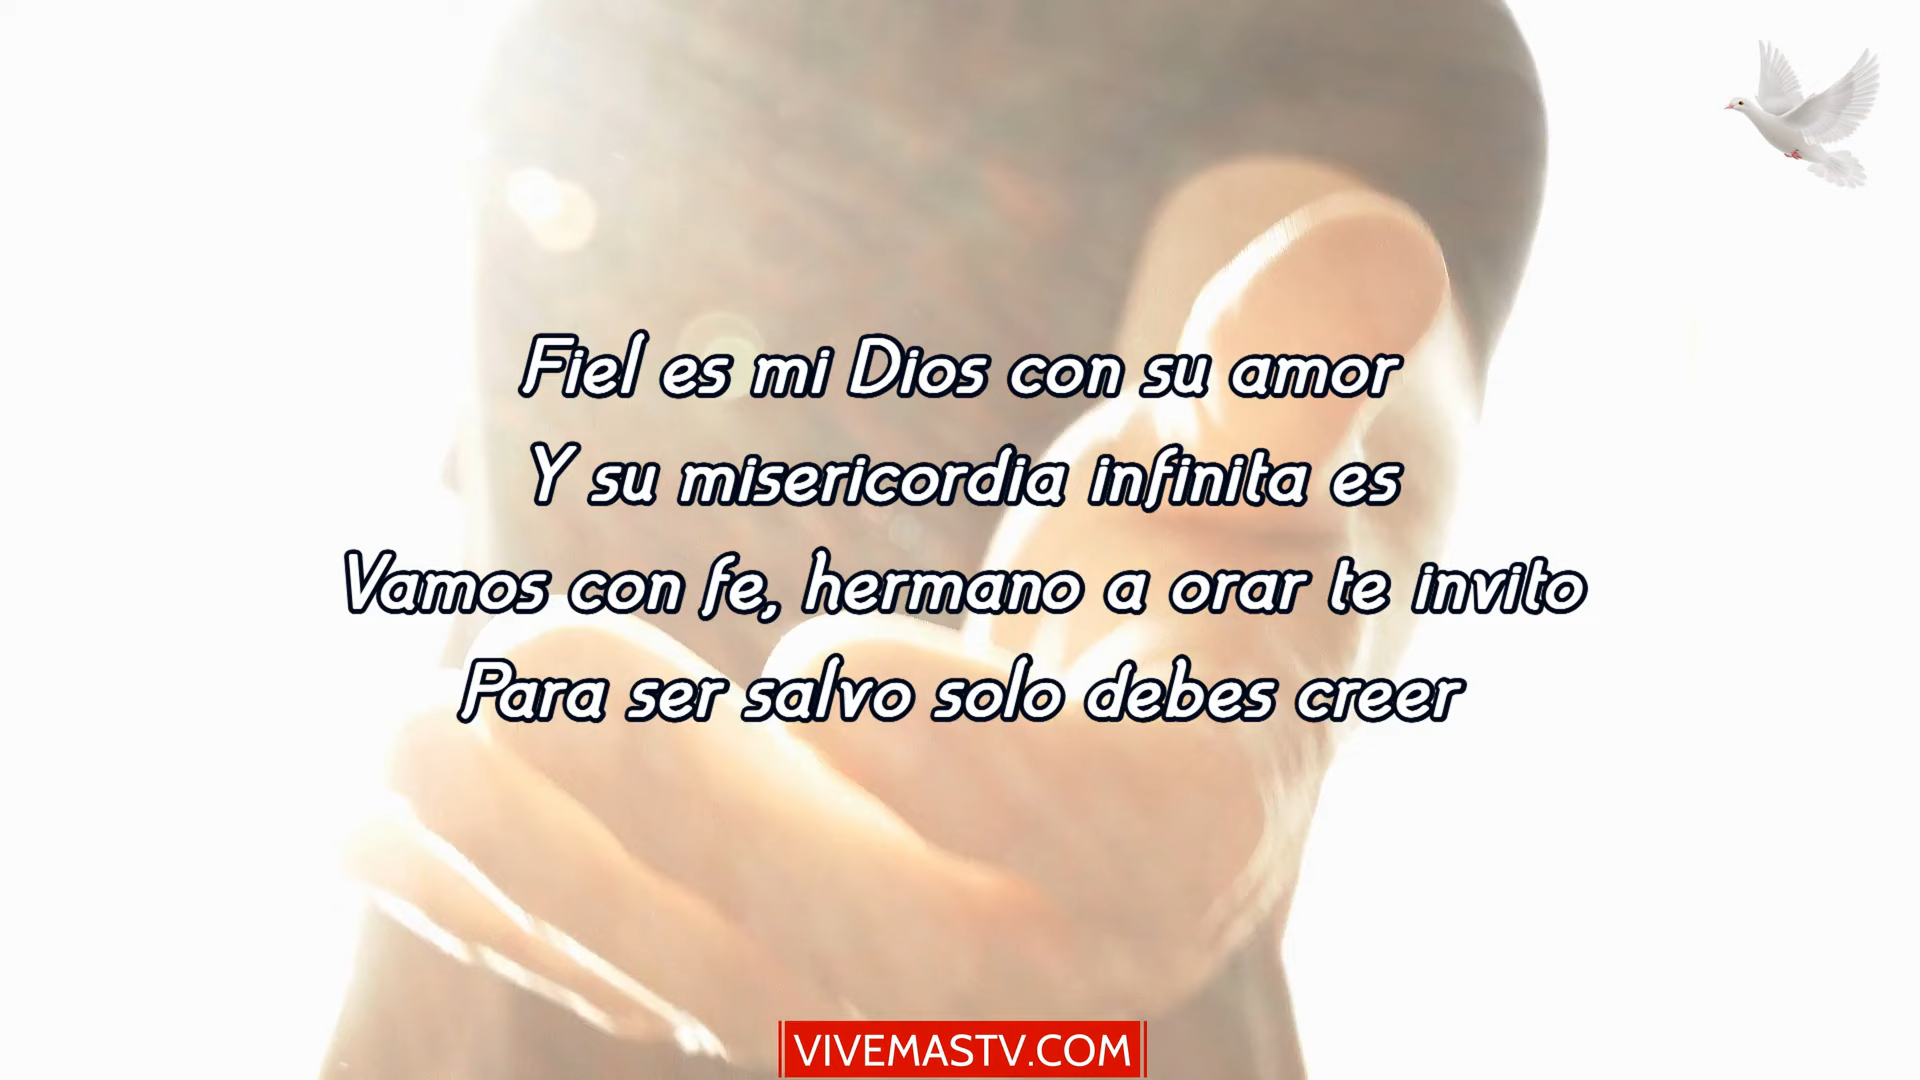 Fiel es mi Dios con su amor
Y su misericordia infinita es
Vamos con fe, hermano a orar te invito
Para ser salvo solo debes creer
VIVEMASTV.COM